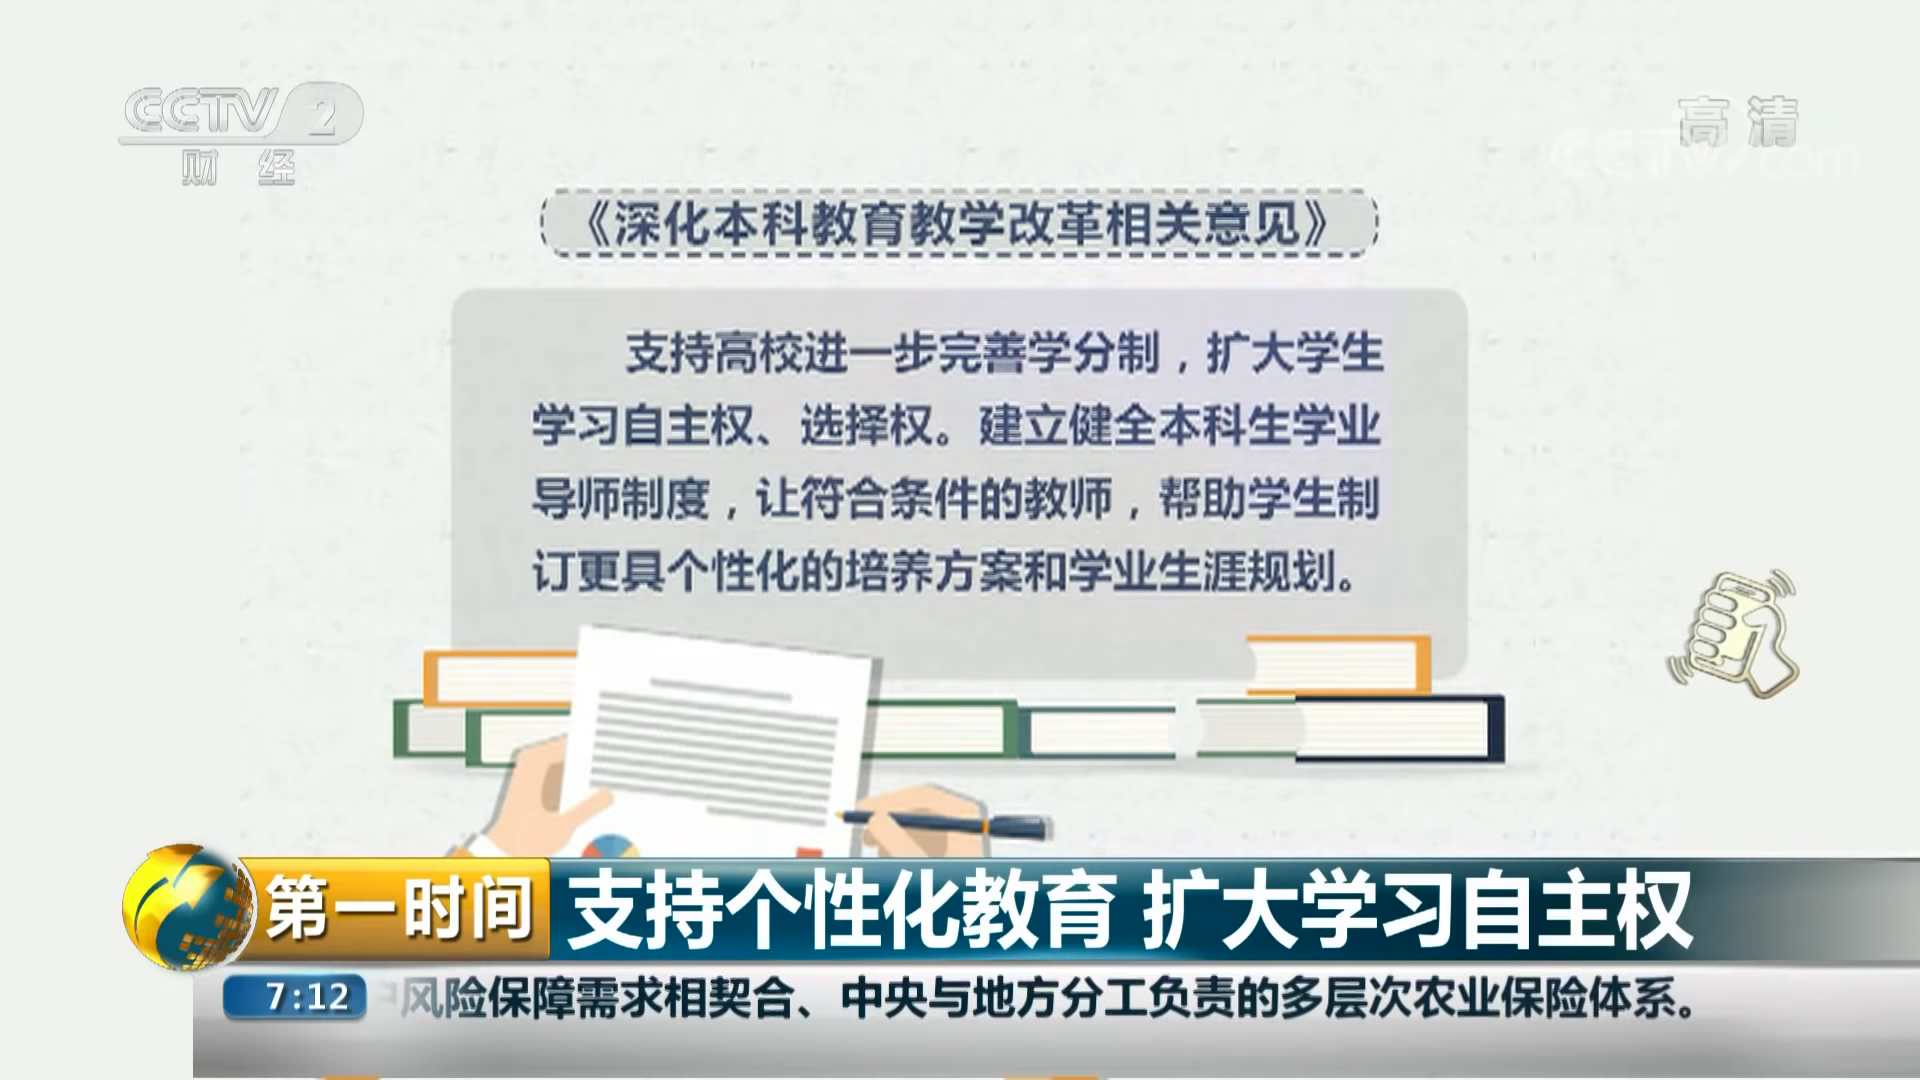 CCTV 2
财 经
高清
CCTV.com
《深化本科教育教学改革相关意见》
支持高校进一步完善学分制，扩大学生
学习自主权、选择权。建立健全本科生学业
导师制度，让符合条件的教师，帮助学生制
订更具个性化的培养方案和学业生涯规划。
第一时间
支持个性化教育 扩大学习自主权
7:12
风险保障需求相契合、中央与地方分工负责的多层次农业保险体系。